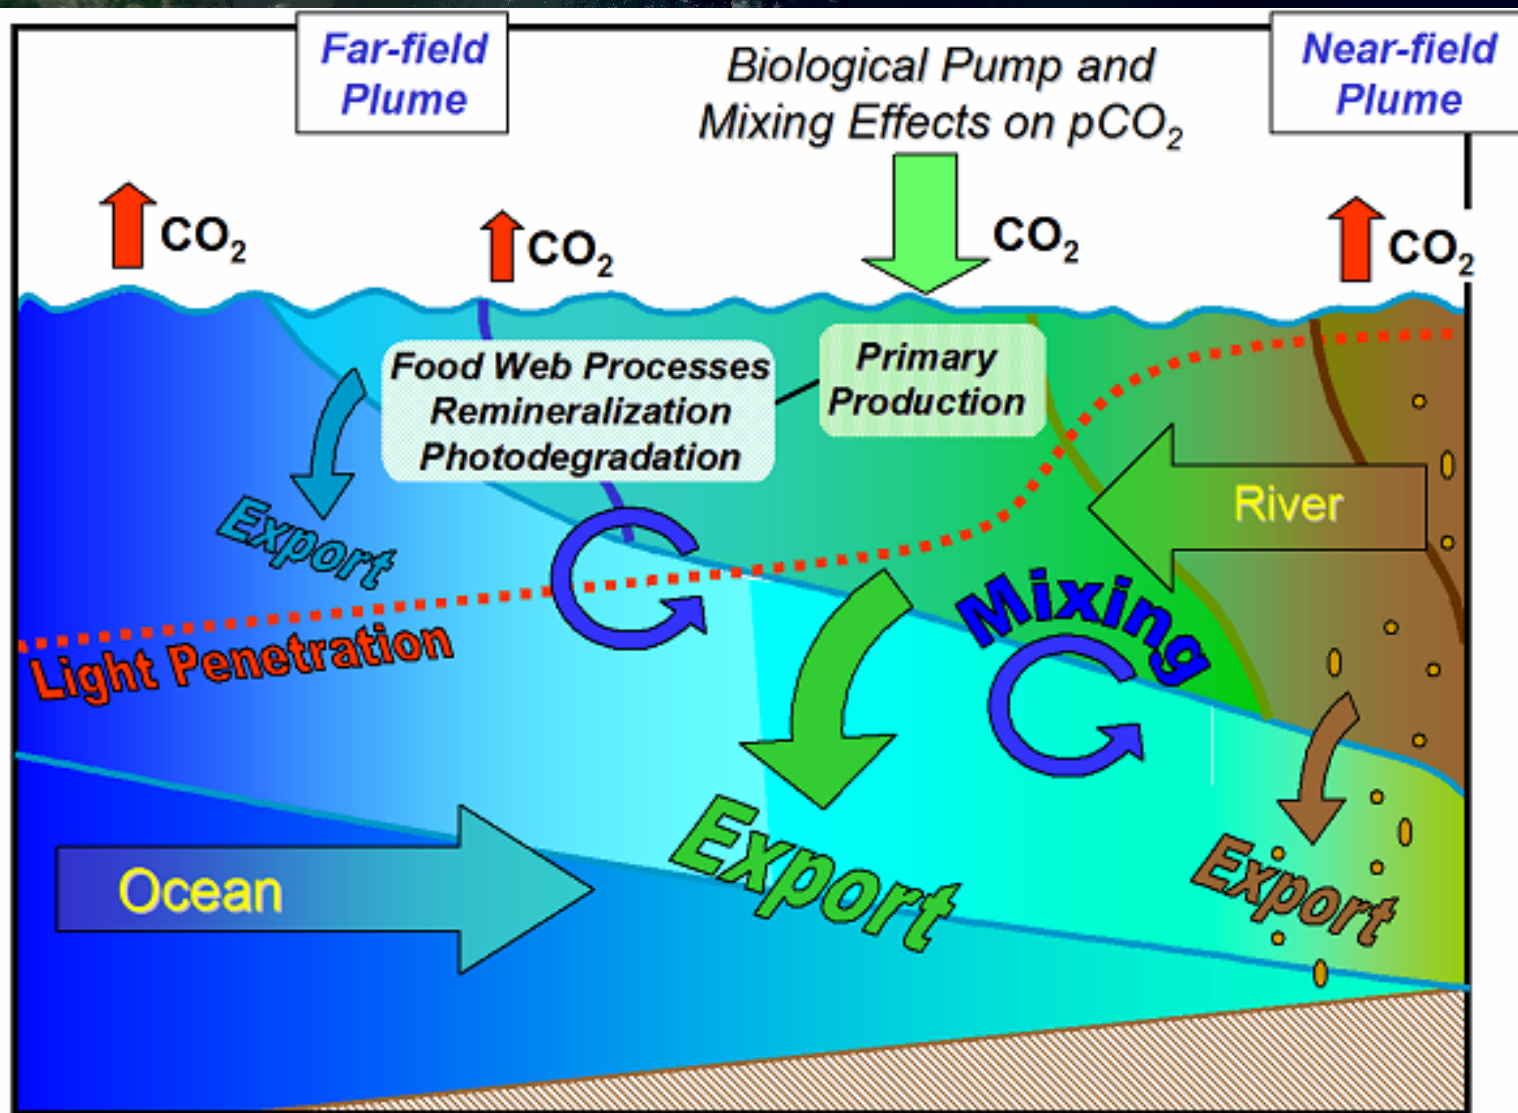 Far-field
Plume
Biological Pump and
Mixing Effects on pCO₂
Near-field
Plume
CO₂
CO₂
CO₂
CO₂
Food Web Processes
Remineralization
Photodegradation
Primary
Production
River
Export
Mixing
Light Penetration
Export
Export
Ocean